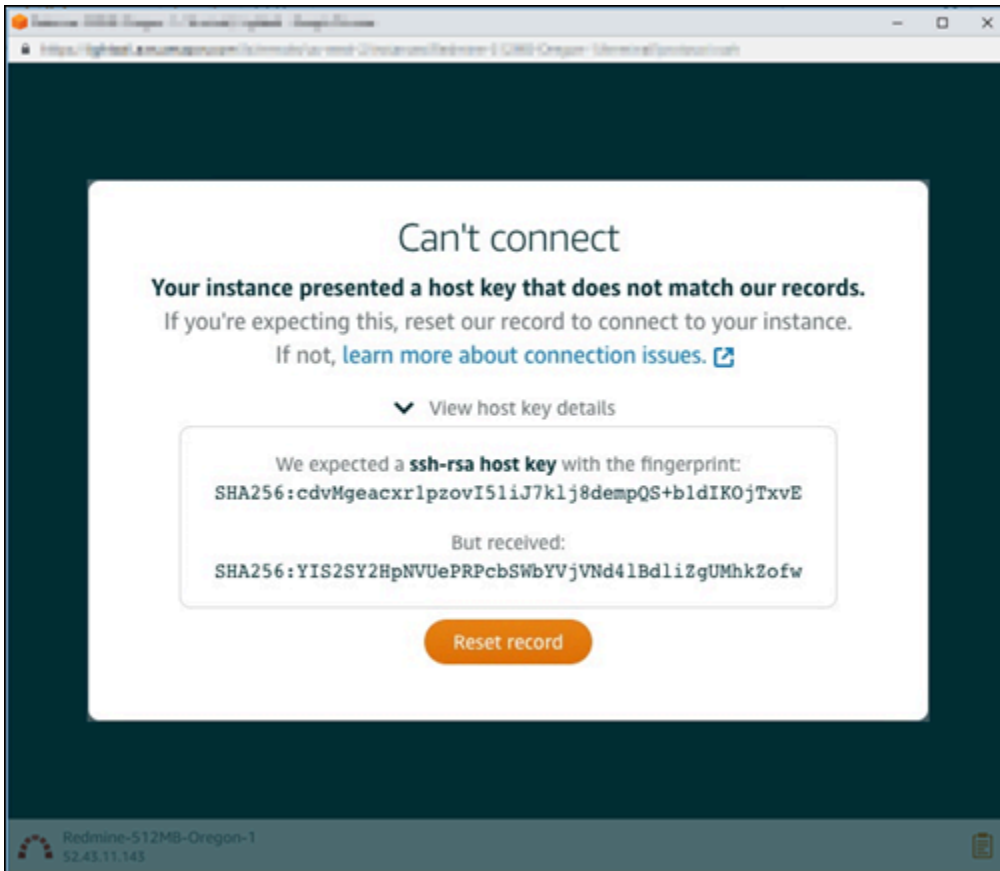 Can't connect
Your instance presented a host key that does not match our records.
If you're expecting this, reset our record to connect to your instance.
If not, learn more about connection issues.
View host key details
We expected a ssh-rsa host key with the fingerprint:
SHA256:cdvMgeacxrlpzovI51iJ7klj8dempQS+bldIKOjTxvE
But received:
SHA256:YIS2SY2HpNVUePRPcbSWbYVjVNd4lBdliZgUMhkZofw
Reset record
Redmine-512MB-Oregon-1
52.43.11.143